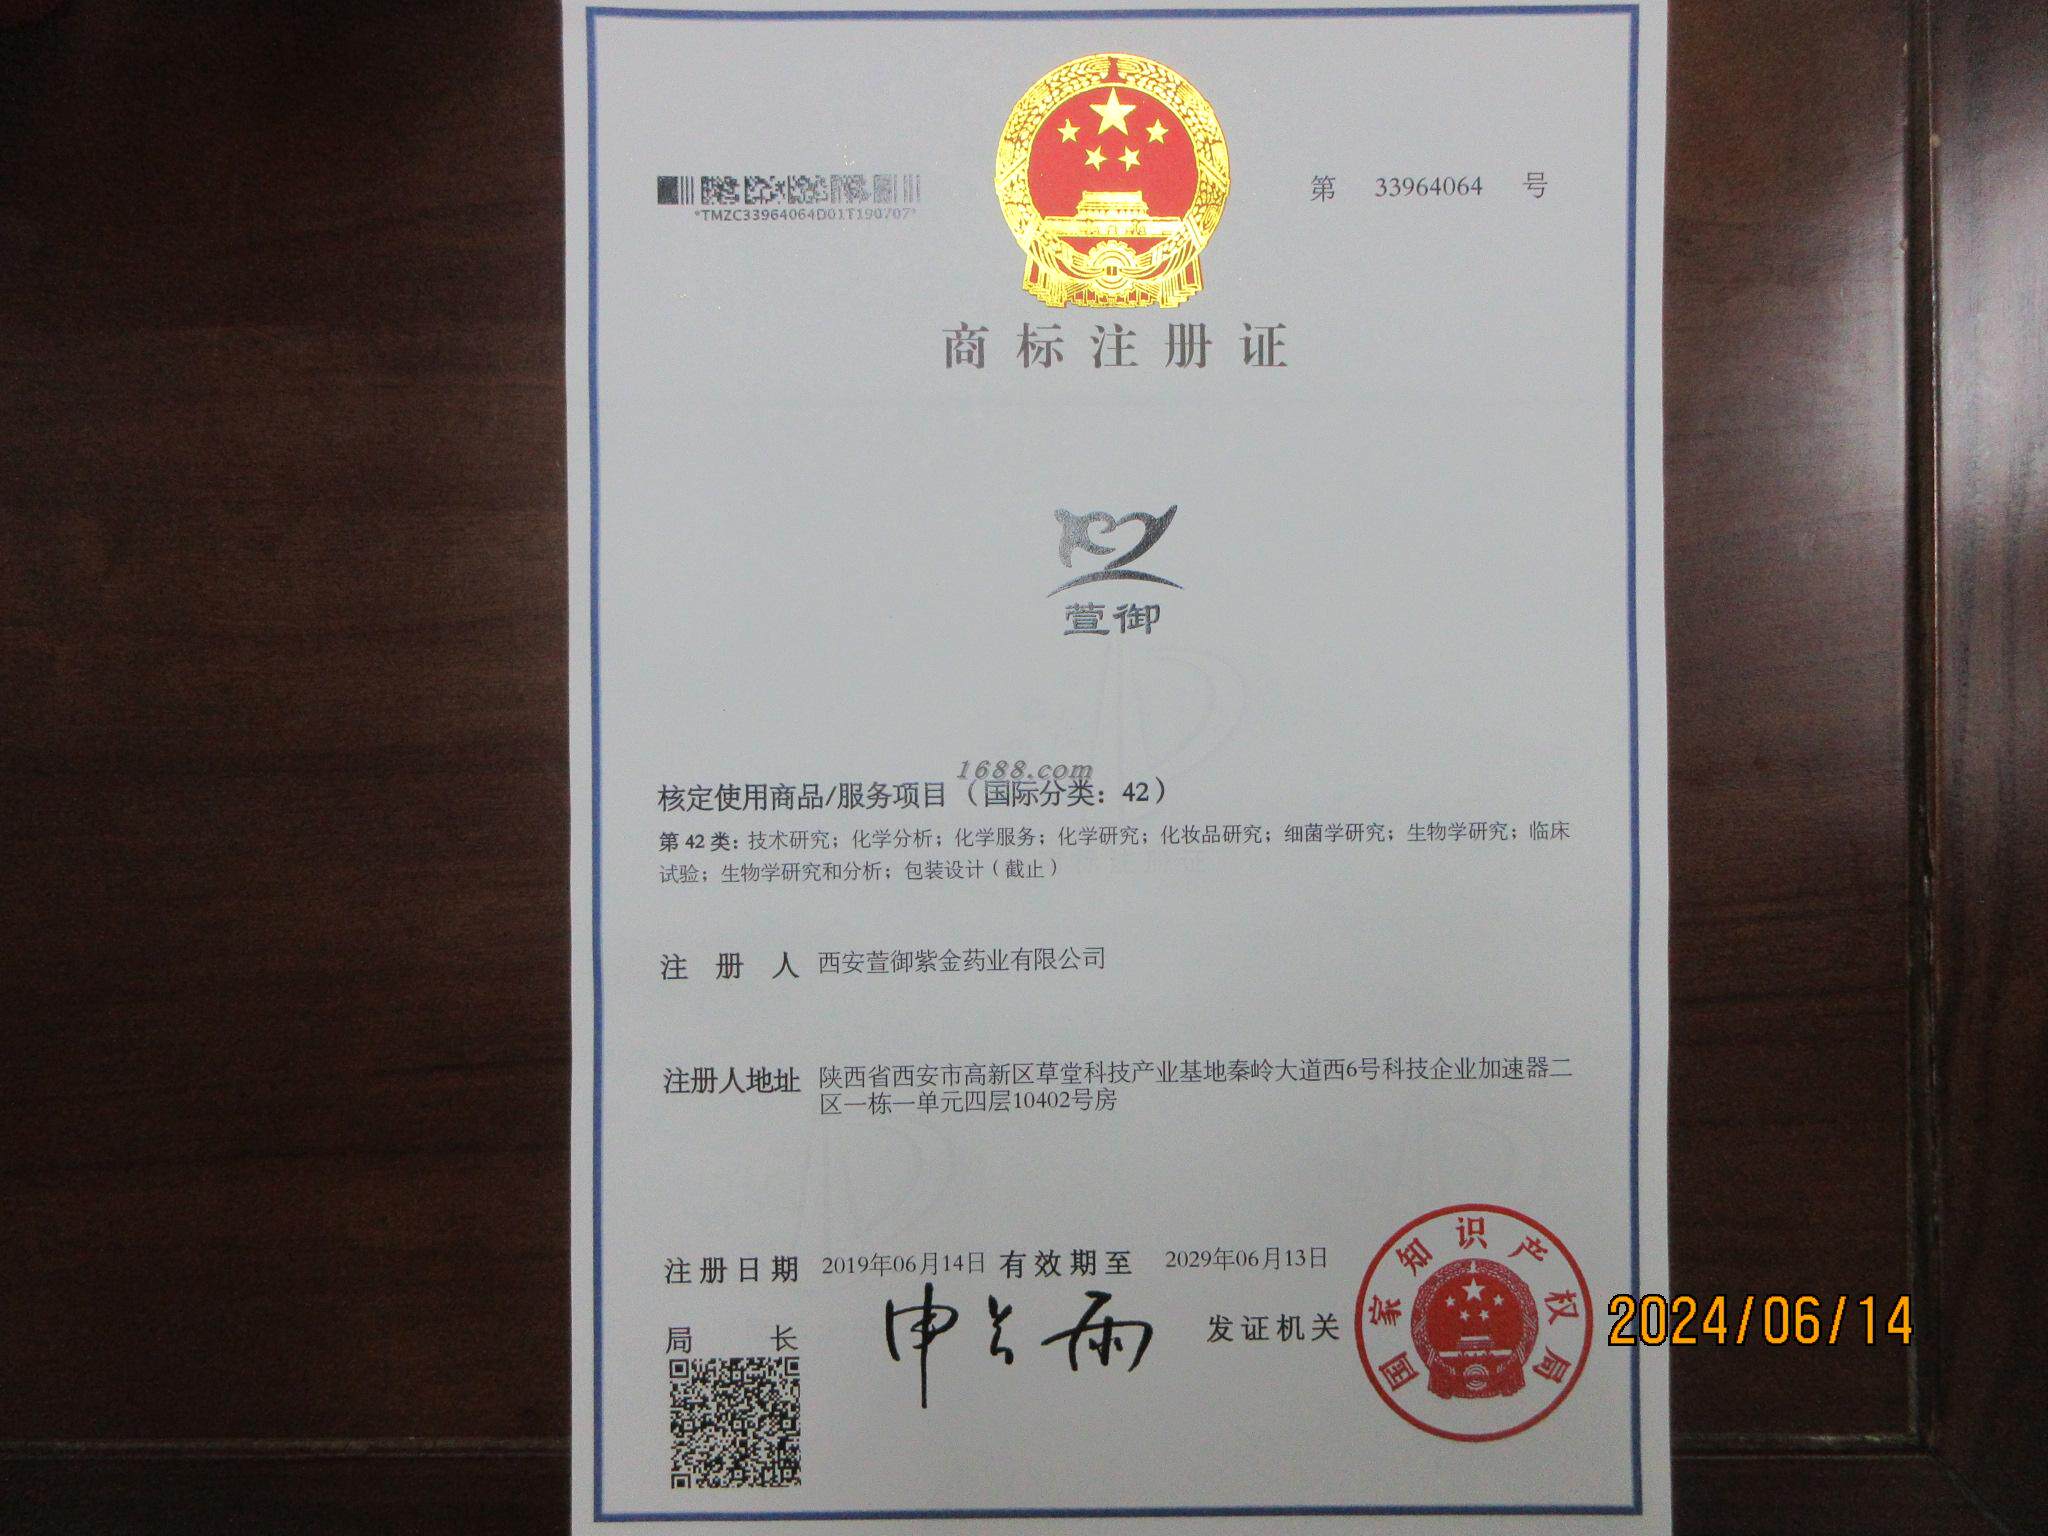 *TMZC33964064D01T190707*
第 33964064 号
商标注册证
萱御
1688.com
核定使用商品/服务项目（国际分类：42）
第 42 类：技术研究；化学分析；化学服务；化学研究；化妆品研究；细菌学研究；生物学研究；临床
试验；生物学研究和分析；包装设计（截止）
注册人 西安萱御紫金药业有限公司
注册人地址 陕西省西安市高新区草堂科技产业基地秦岭大道西6号科技企业加速器二
区一栋一单元四层10402号房
注册日期 2019年06月14日 有效期至 2029年06月13日
局长 申长雨 发证机关
国家知识产权局
2024/06/14